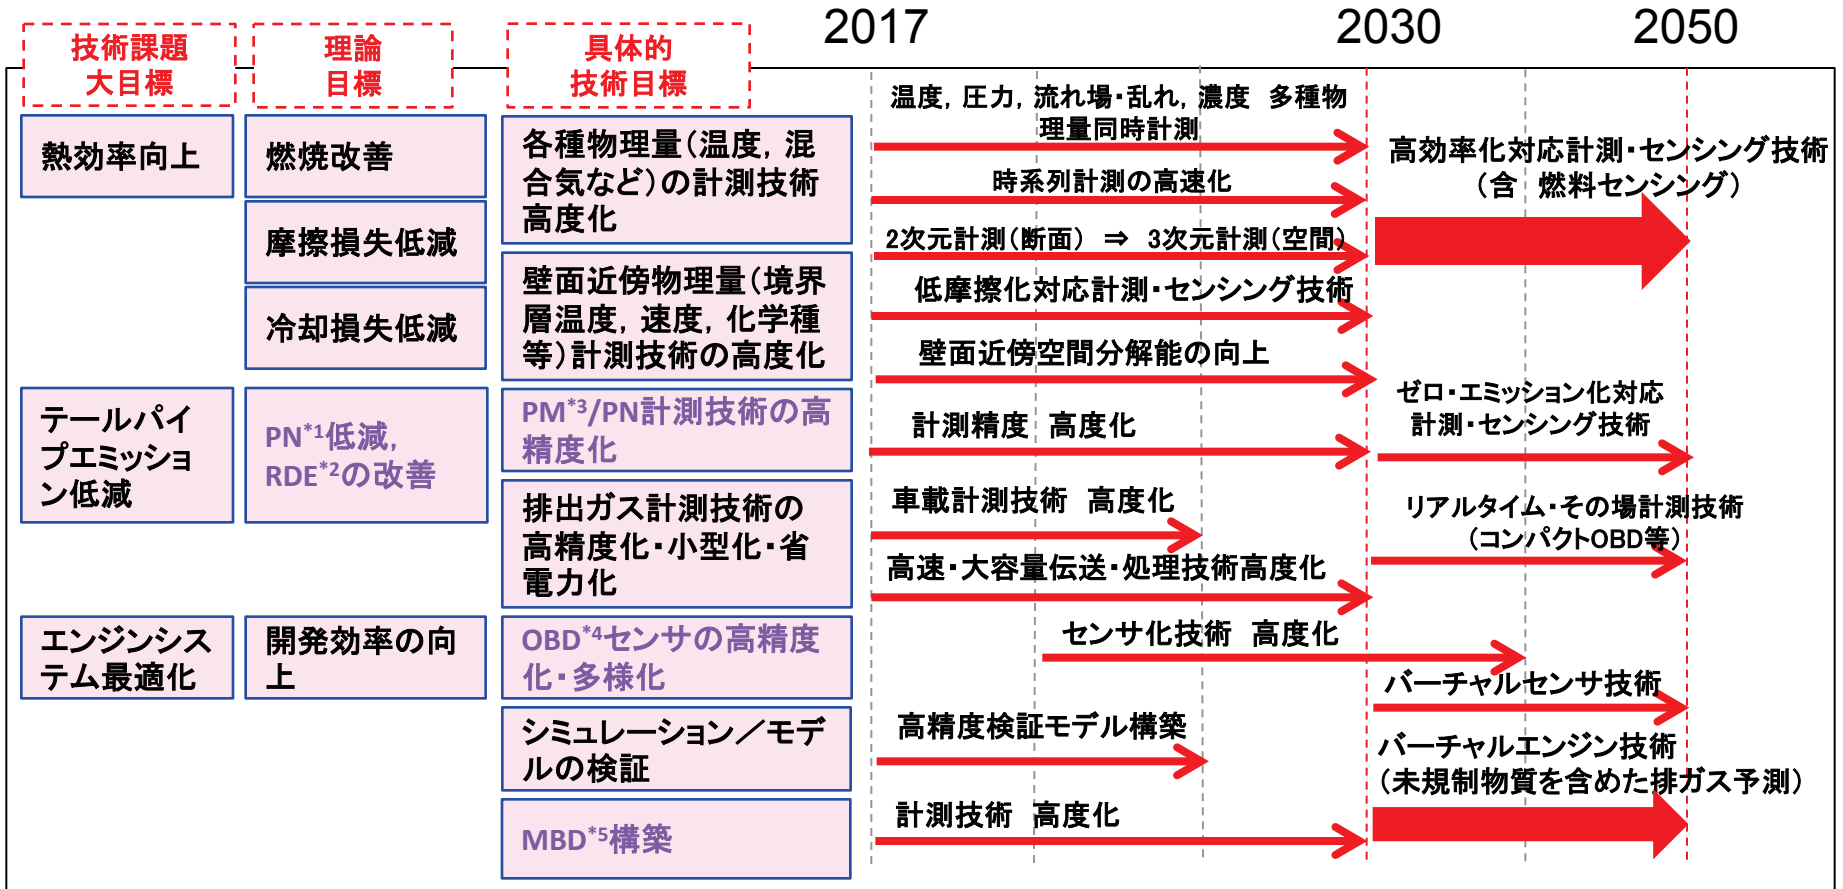 2017
2030
2050
技術課題
大目標
理論
目標
具体的
技術目標
熱効率向上
燃焼改善
摩擦損失低減
冷却損失低減
各種物理量(温度, 混
合気など)の計測技術
高度化
壁面近傍物理量(境界
層温度, 速度, 化学種
等)計測技術の高度化
温度, 圧力, 流れ場・乱れ, 濃度 多種物
理量同時計測
時系列計測の高速化
2次元計測(断面) ⇒ 3次元計測(空間)
低摩擦化対応計測・センシング技術
壁面近傍空間分解能の向上
高効率化対応計測・センシング技術
(含 燃料センシング)
テールパイ
プエミッショ
ン低減
PN*1低減,
RDE*2の改善
PM*3/PN計測技術の高
精度化
排出ガス計測技術の
高精度化・小型化・省
電力化
計測精度 高度化
車載計測技術 高度化
高速・大容量伝送・処理技術高度化
ゼロ・エミッション化対応
計測・センシング技術
リアルタイム・その場計測技術
(コンパクトOBD等)
エンジンシス
テム最適化
開発効率の向
上
OBD*4センサの高精度
化・多様化
シミュレーション／モデ
ルの検証
MBD*5構築
センサ化技術 高度化
高精度検証モデル構築
計測技術 高度化
バーチャルセンサ技術
バーチャルエンジン技術
(未規制物質を含めた排ガス予測)